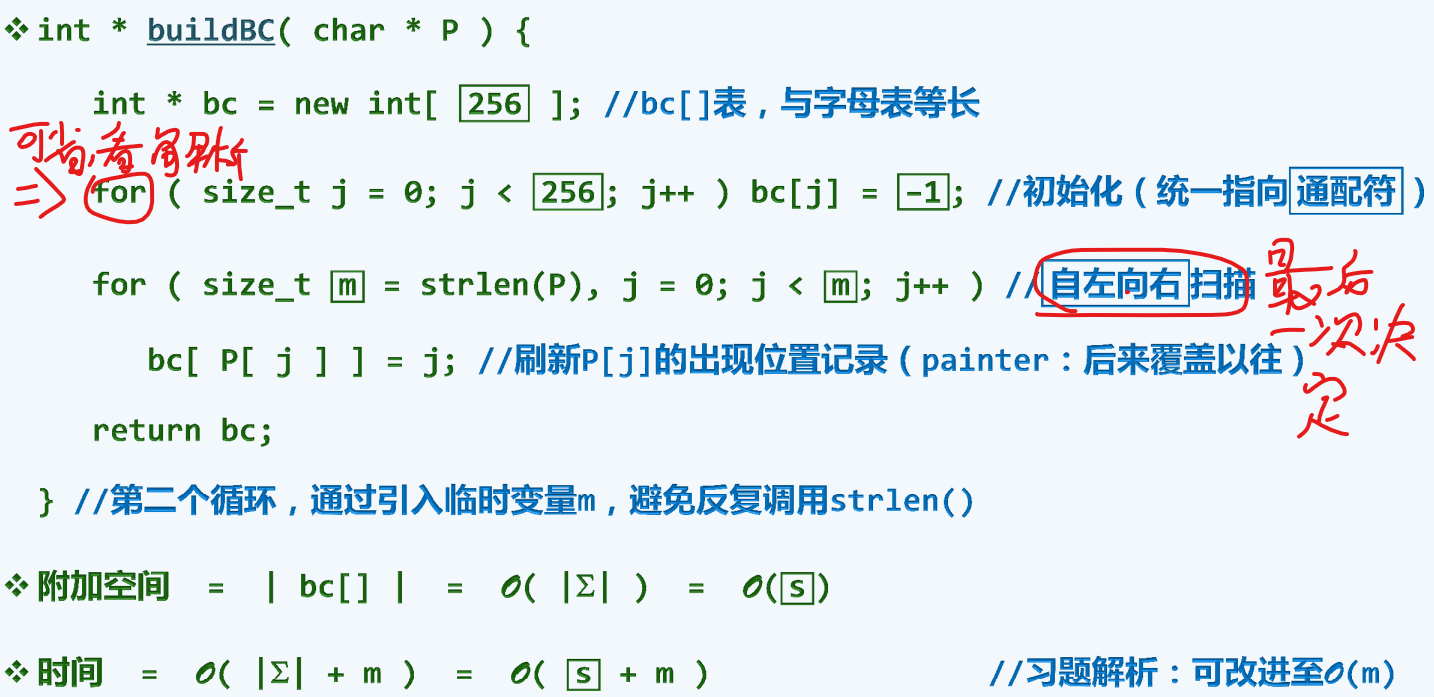 ❖ int * buildBC( char * P ) {
int * bc = new int[ 256 ]; //bc[]表，与字母表等长
可省,看
=> for ( size_t j = 0; j < 256; j++ ) bc[j] = -1; //初始化（统一指向通配符）
for ( size_t m = strlen(P), j = 0; j < m; j++ ) //自左向右扫描
最后
一次决
定
bc[ P[ j ] ] = j; //刷新P[j]的出现位置记录（painter：后来覆盖以往）
return bc;
} //第二个循环，通过引入临时变量m，避免反复调用strlen()
❖ 附加空间 = | bc[] | = O( |Σ| ) = O(s)
❖ 时间 = O( |Σ| + m ) = O( s + m ) //习题解析：可改进至O(m)